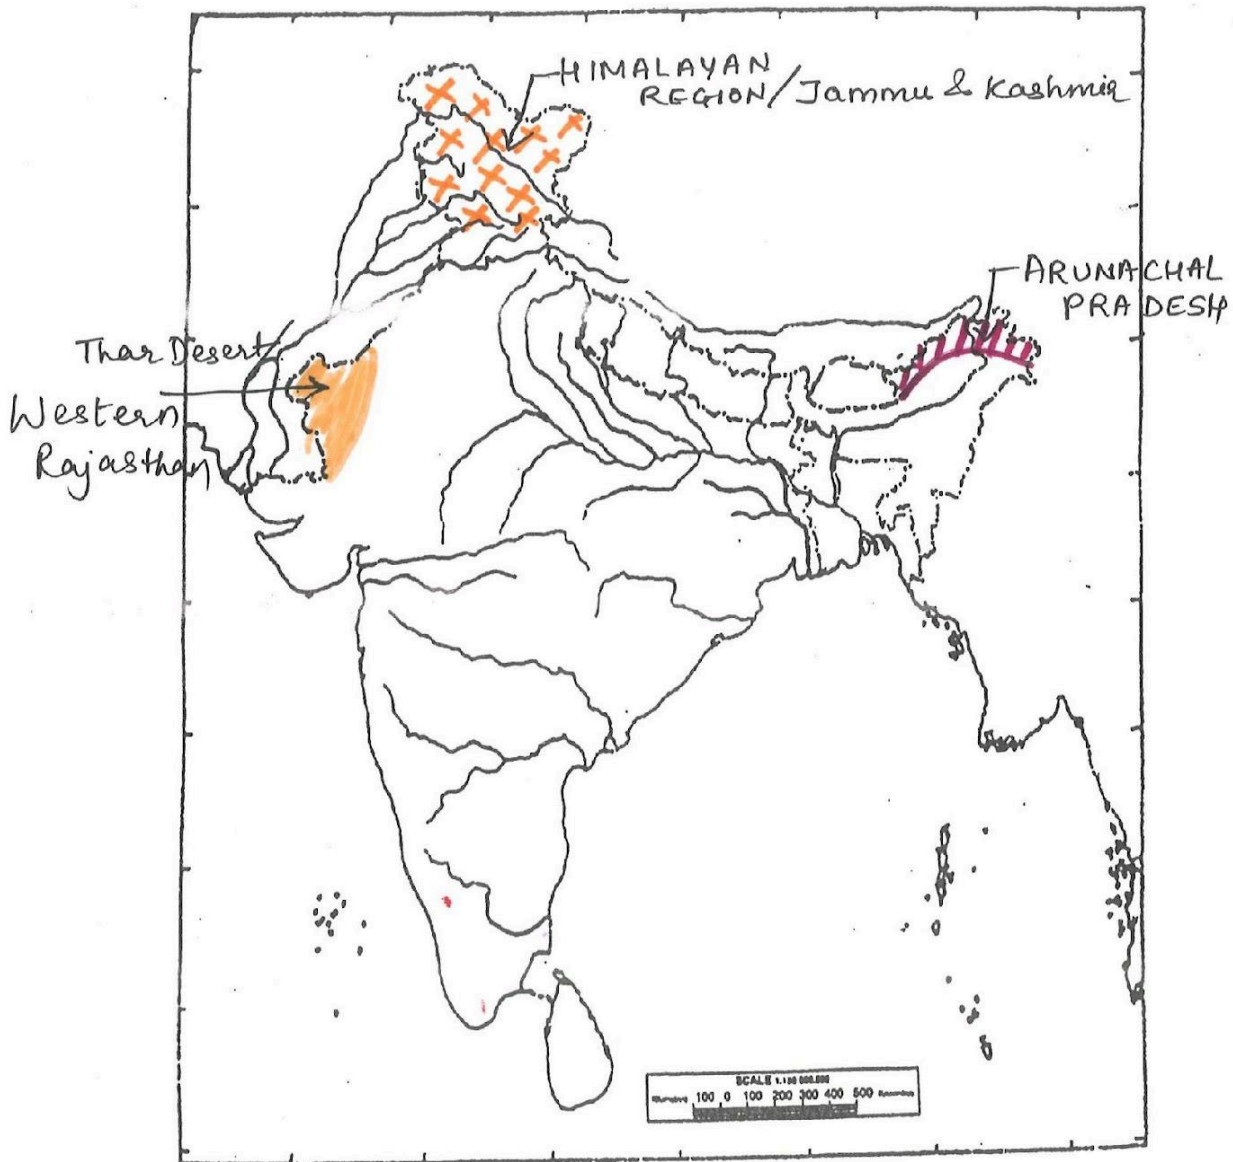 HIMALAYAN
REGION/Jammu & Kashmir
ARUNACHAL
PRADESH
Thar Desert/
Western
Rajasthan
100 0 100 200 300 400 500
SCALE